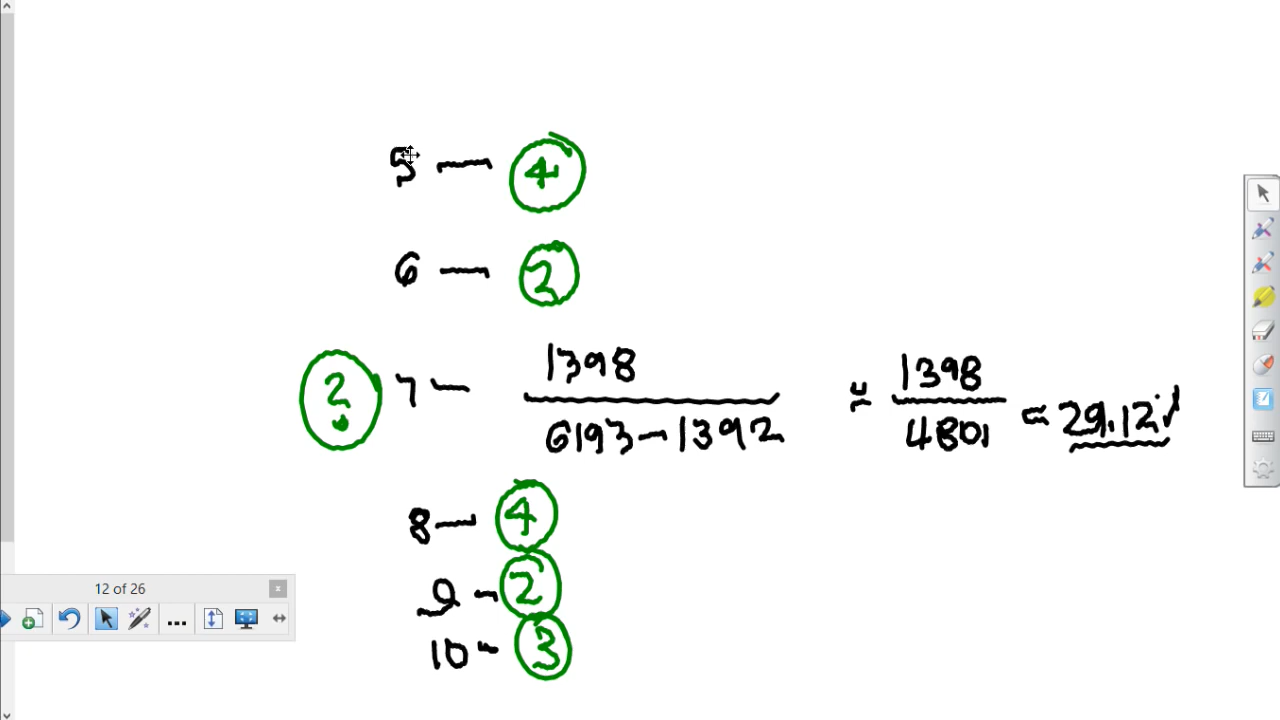 5 — 4
6 — 2
2 7 — 1398 / 6193 - 1392 = 1398 / 4801 = 29.12%
8 — 4
9 - 2
10 - 3
12 of 26